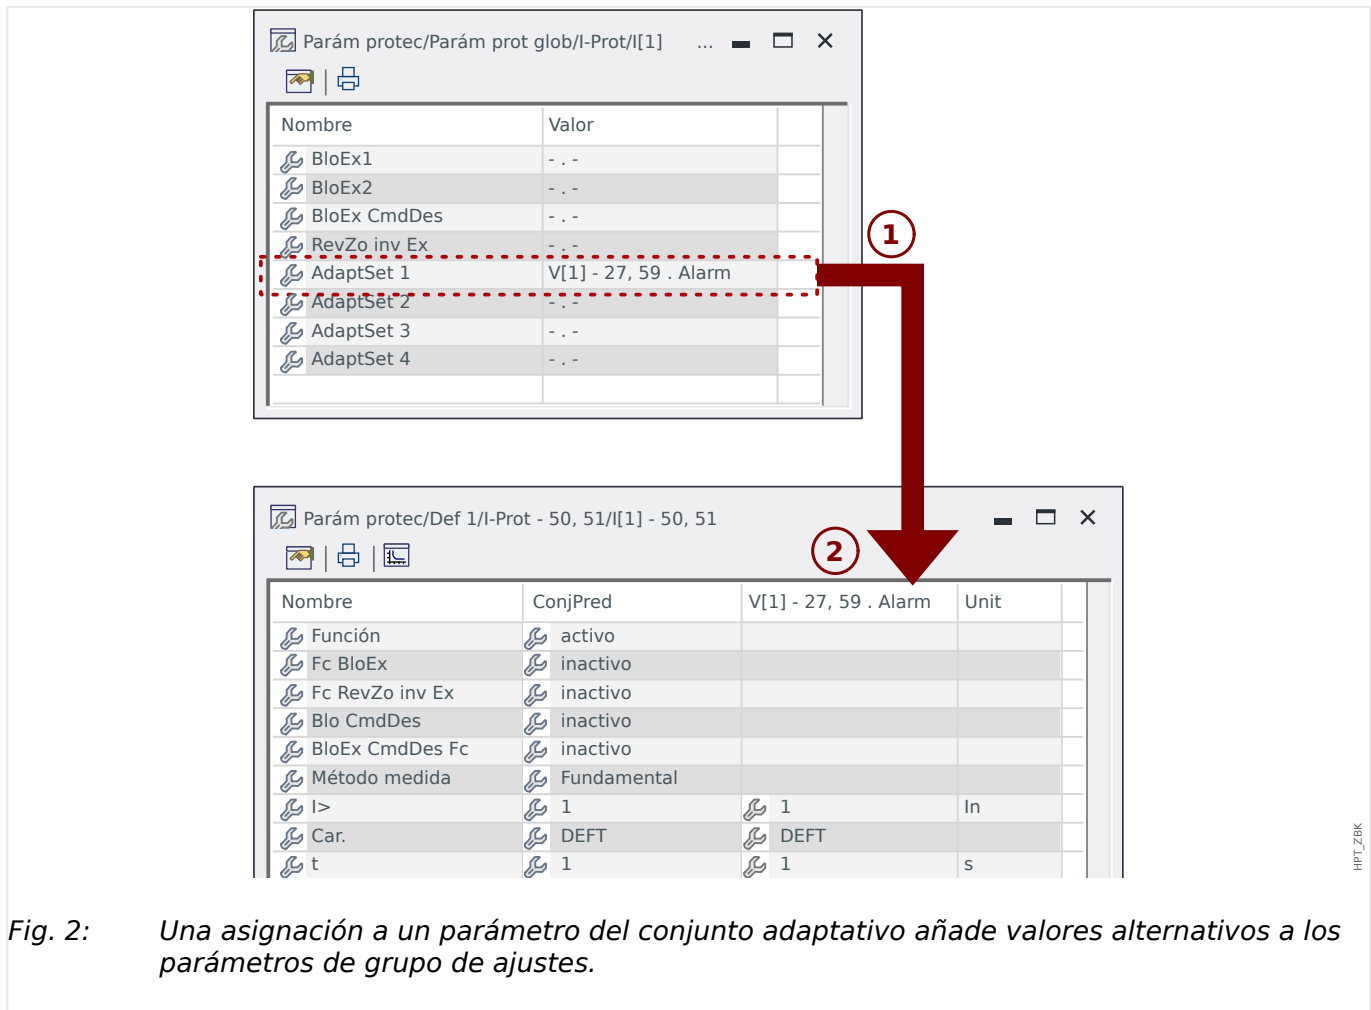 Parám protec/Parám prot glob/I-Prot/I[1] ...
Nombre Valor
BloEx1 - . -
BloEx2 - . -
BloEx CmdDes - . -
RevZo inv Ex - . -
AdaptSet 1 V[1] - 27, 59 . Alarm
AdaptSet 2 - . -
AdaptSet 3 - . -
AdaptSet 4 - . -
1
Parám protec/Def 1/I-Prot - 50, 51/I[1] - 50, 51
2
Nombre ConjPred V[1] - 27, 59 . Alarm Unit
Función activo
Fc BloEx inactivo
Fc RevZo inv Ex inactivo
Blo CmdDes inactivo
BloEx CmdDes Fc inactivo
Método medida Fundamental
I> 1 1 In
Car. DEFT DEFT
t 1 1 s
HPT_ZBK
Fig. 2: Una asignación a un parámetro del conjunto adaptativo añade valores alternativos a los
parámetros de grupo de ajustes.